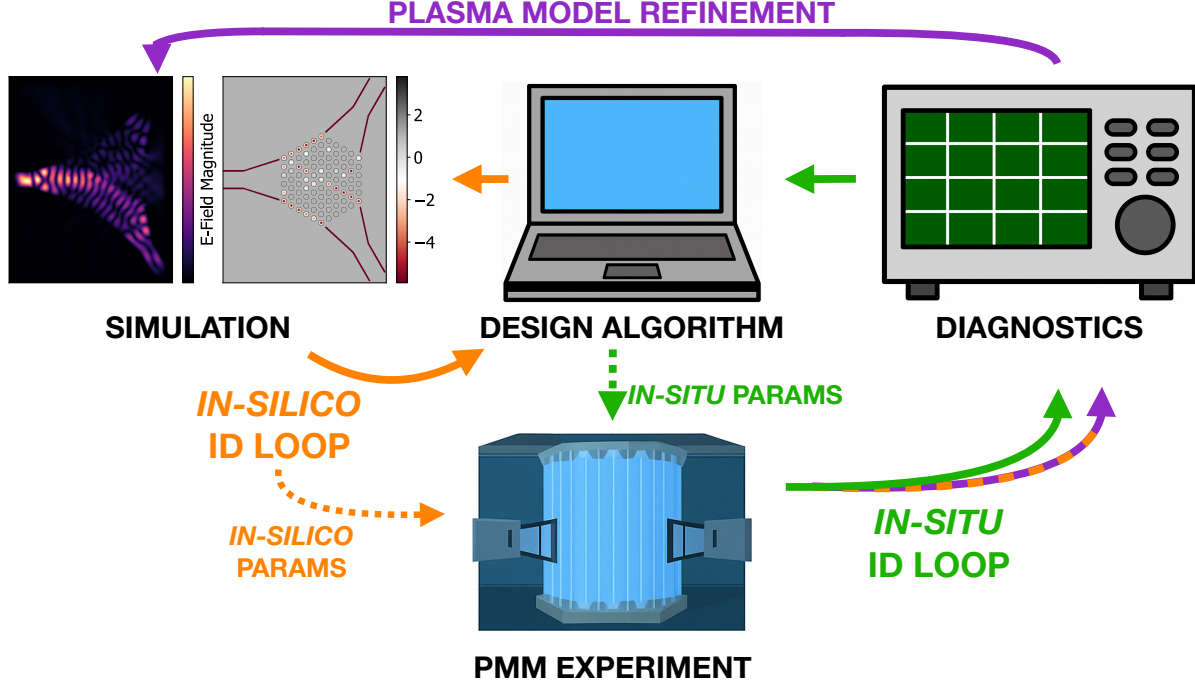 PLASMA MODEL REFINEMENT
E-Field Magnitude
2
0
−2
−4
SIMULATION
DESIGN ALGORITHM
DIAGNOSTICS
IN-SILICO
ID LOOP
IN-SITU PARAMS
IN-SILICO
PARAMS
IN-SITU
ID LOOP
PMM EXPERIMENT